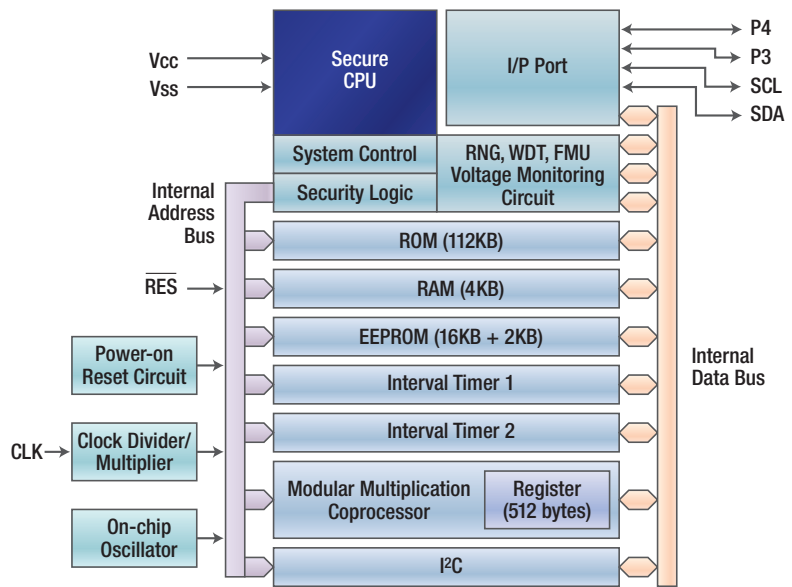 Vcc
Vss
Secure
CPU
I/P Port
P4
P3
SCL
SDA
System Control
Security Logic
RNG, WDT, FMU
Voltage Monitoring
Circuit
Internal
Address
Bus
ROM (112KB)
RES
RAM (4KB)
EEPROM (16KB + 2KB)
Power-on
Reset Circuit
Interval Timer 1
Internal
Data Bus
CLK
Clock Divider/
Multiplier
Interval Timer 2
Modular Multiplication
Coprocessor
Register
(512 bytes)
On-chip
Oscillator
I²C